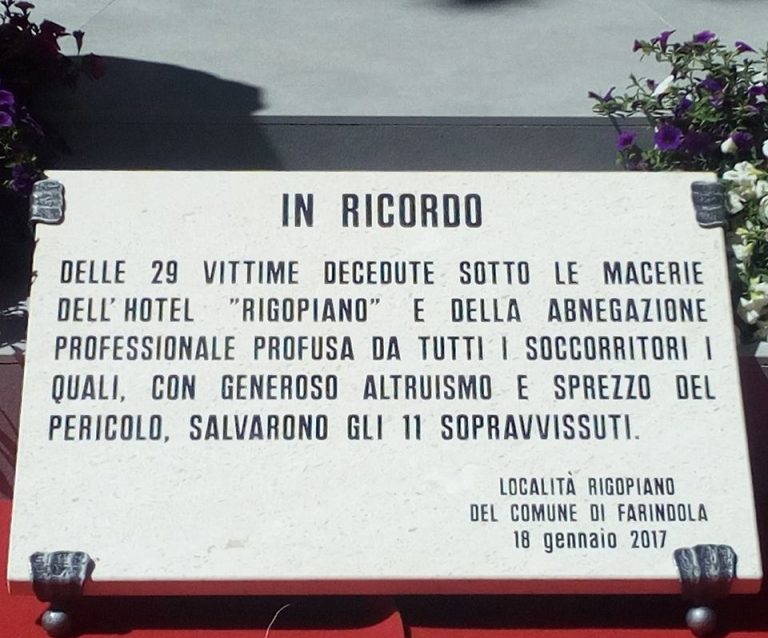 IN RICORDO
DELLE 29 VITTIME DECEDUTE SOTTO LE MACERIE
DELL'HOTEL "RIGOPIANO" E DELLA ABNEGAZIONE
PROFESSIONALE PROFUSA DA TUTTI I SOCCORRITORI I
QUALI, CON GENEROSO ALTRUISMO E SPREZZO DEL
PERICOLO, SALVARONO GLI 11 SOPRAVVISSUTI.
LOCALITÀ RIGOPIANO
DEL COMUNE DI FARINDOLA
18 gennaio 2017